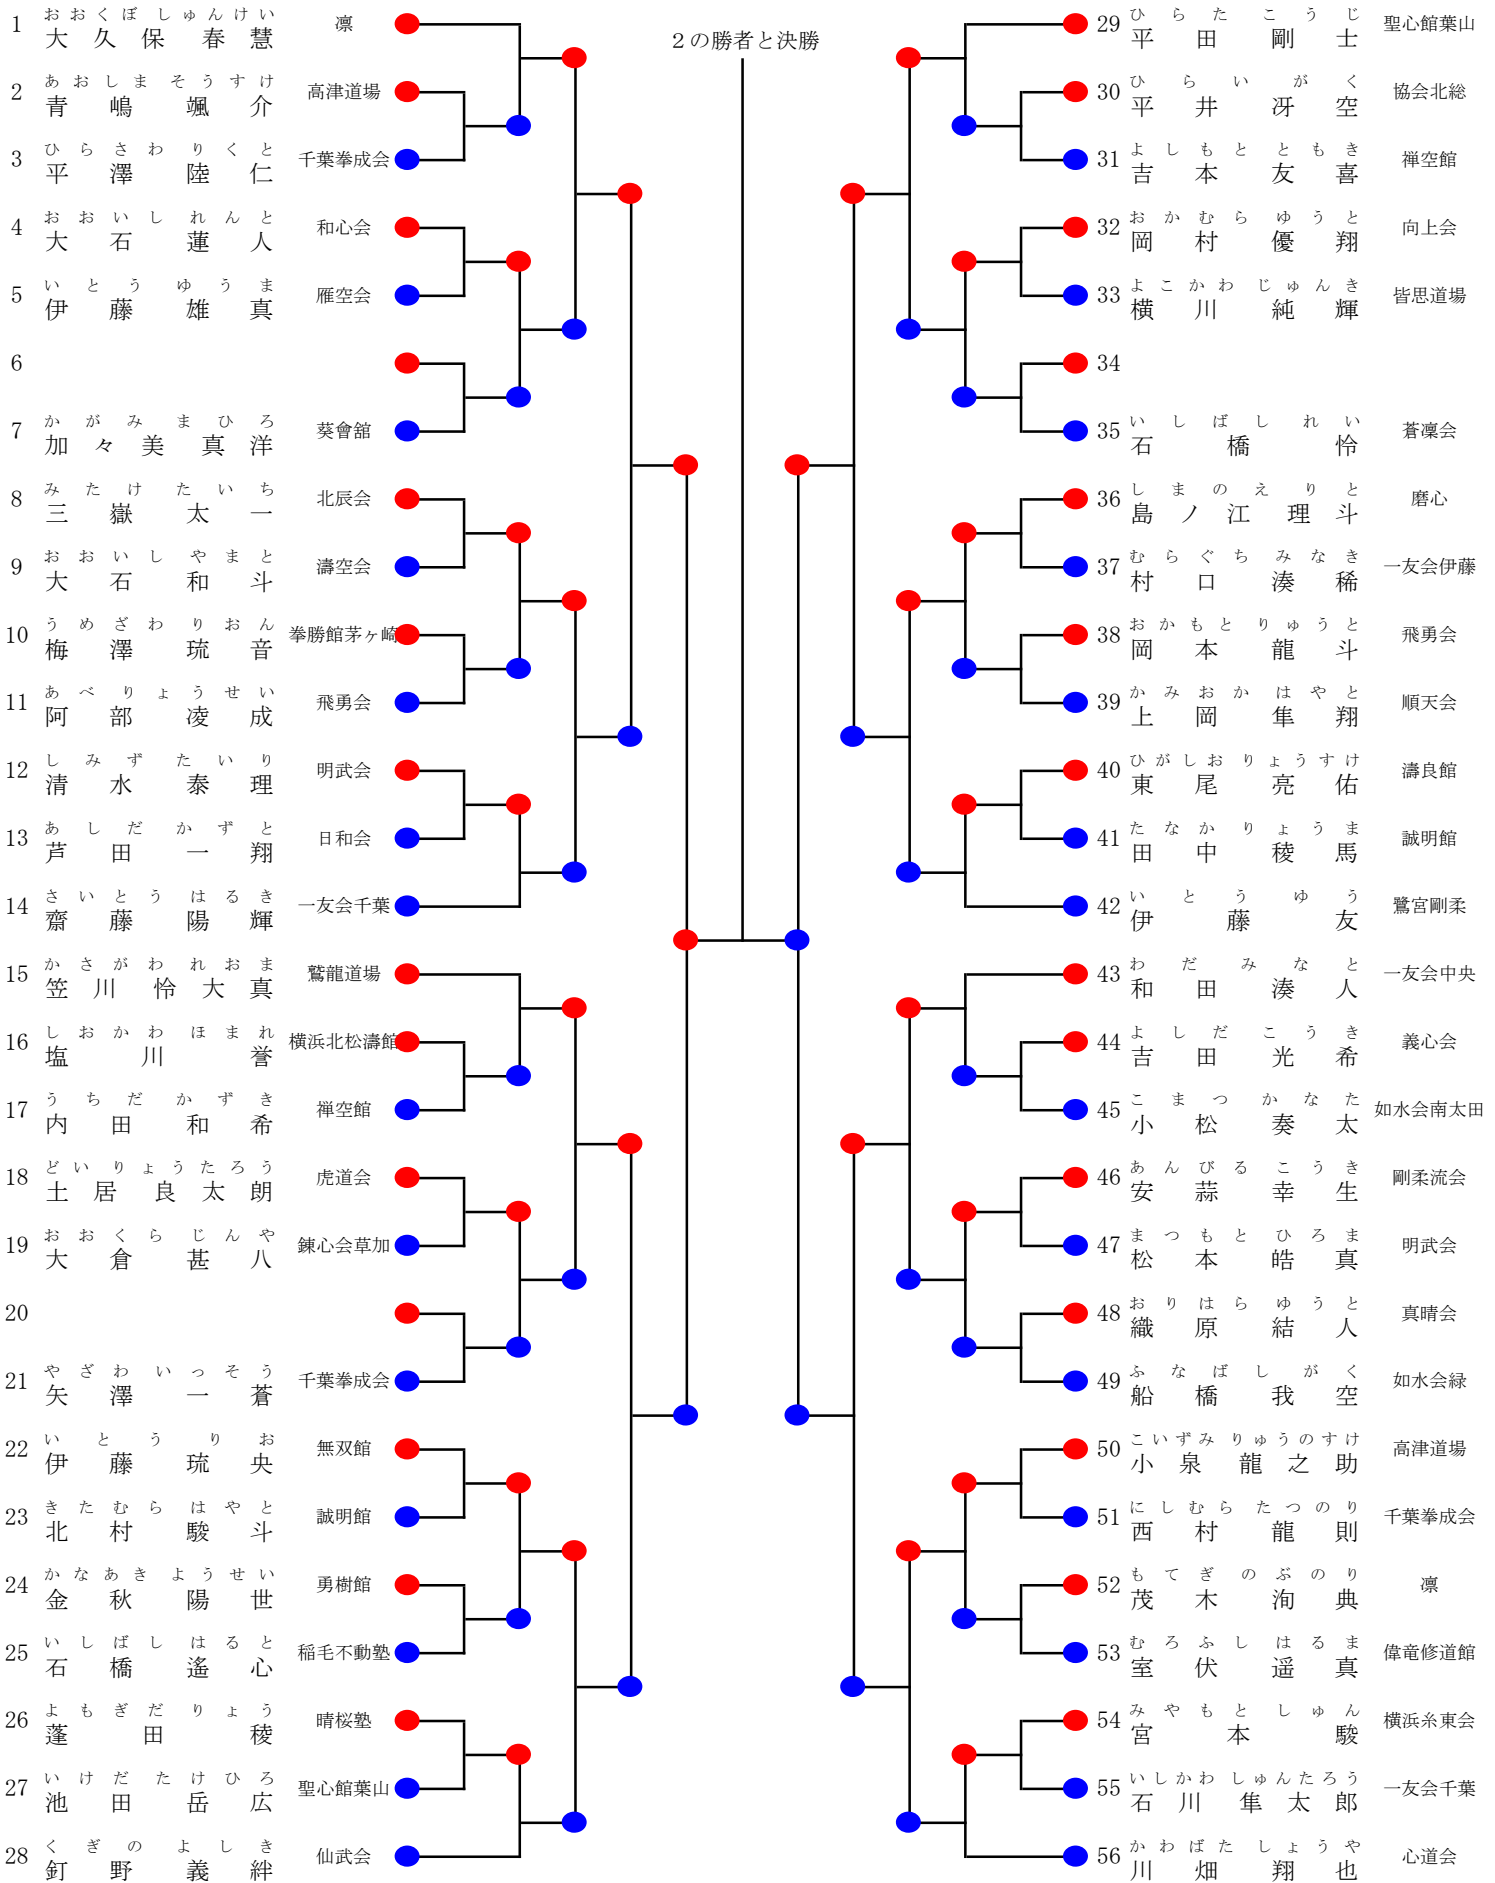 ２の勝者と決勝
1 おおくぼ しゅんけい 凛
大久保 春慧
2 あおしま そうすけ 高津道場
青嶋 颯介
3 ひらさわ りくと 千葉拳成会
平澤 陸仁
4 おおいし れんと 和心会
大石 蓮人
5 いとう ゆうま 雁空会
伊藤 雄真
6
7 かがみ まひろ 葵會舘
加々美 真洋
8 みたけ たいち 北辰会
三嶽 太一
9 おおいし やまと 濤空会
大石 和斗
10 うめざわ りおん 拳勝館茅ヶ崎
梅澤 琉音
11 あべ りょうせい 飛勇会
阿部 凌成
12 しみず たいり 明武会
清水 泰理
13 あしだ かずと 日和会
芦田 一翔
14 さいとう はるき 一友会千葉
齋藤 陽輝
15 かさがわ れおま 鷲龍道場
笠川 怜大真
16 しおかわ ほまれ 横浜北松濤館
塩川 誉
17 うちだ かずき 禅空館
内田 和希
18 どい りょうたろう 虎道会
土居 良太朗
19 おおくら じんや 錬心会草加
大倉 甚八
20
21 やざわ いっそう 千葉拳成会
矢澤 一蒼
22 いとう りお 無双館
伊藤 琉央
23 きたむら はやと 誠明館
北村 駿斗
24 かなあき ようせい 勇樹館
金秋 陽世
25 いしばし はると 稲毛不動塾
石橋 遙心
26 よもぎだ りょう 晴桜塾
蓬田 稜
27 いけだ たけひろ 聖心館葉山
池田 岳広
28 くぎの よしき 仙武会
釘野 義絆
29 ひらた こうじ 聖心館葉山
平田 剛士
30 ひらい がく 協会北総
平井 冴空
31 よしもと ともき 禅空館
吉本 友喜
32 おかむら ゆうと 向上会
岡村 優翔
33 よこかわ じゅんき 皆思道場
横川 純輝
34
35 いしばし れい 蒼凜会
石橋 怜
36 しまのえ りと 磨心
島ノ江 理斗
37 むらぐち みなき 一友会伊藤
村口 湊稀
38 おかもと りゅうと 飛勇会
岡本 龍斗
39 かみおか はやと 順天会
上岡 隼翔
40 ひがしお りょうすけ 濤良館
東尾 亮佑
41 たなか りょうま 誠明館
田中 稜馬
42 いとう ゆう 鷺宮剛柔
伊藤 友
43 わだ みなと 一友会中央
和田 湊人
44 よしだ こうき 義心会
吉田 光希
45 こまつ かなた 如水会南太田
小松 奏太
46 あんびる こうき 剛柔流会
安蒜 幸生
47 まつもと ひろま 明武会
松本 皓真
48 おりはら ゆうと 真晴会
織原 結人
49 ふなばし がく 如水会緑
船橋 我空
50 こいずみ りゅうのすけ 高津道場
小泉 龍之助
51 にしむら たつのり 千葉拳成会
西村 龍則
52 もてぎ のぶのり 凛
茂木 洵典
53 むろふし はるま 偉竜修道館
室伏 遥真
54 みやもと しゅん 横浜糸東会
宮本 駿
55 いしかわ しゅんたろう 一友会千葉
石川 隼太郎
56 かわばた しょうや 心道会
川畑 翔也